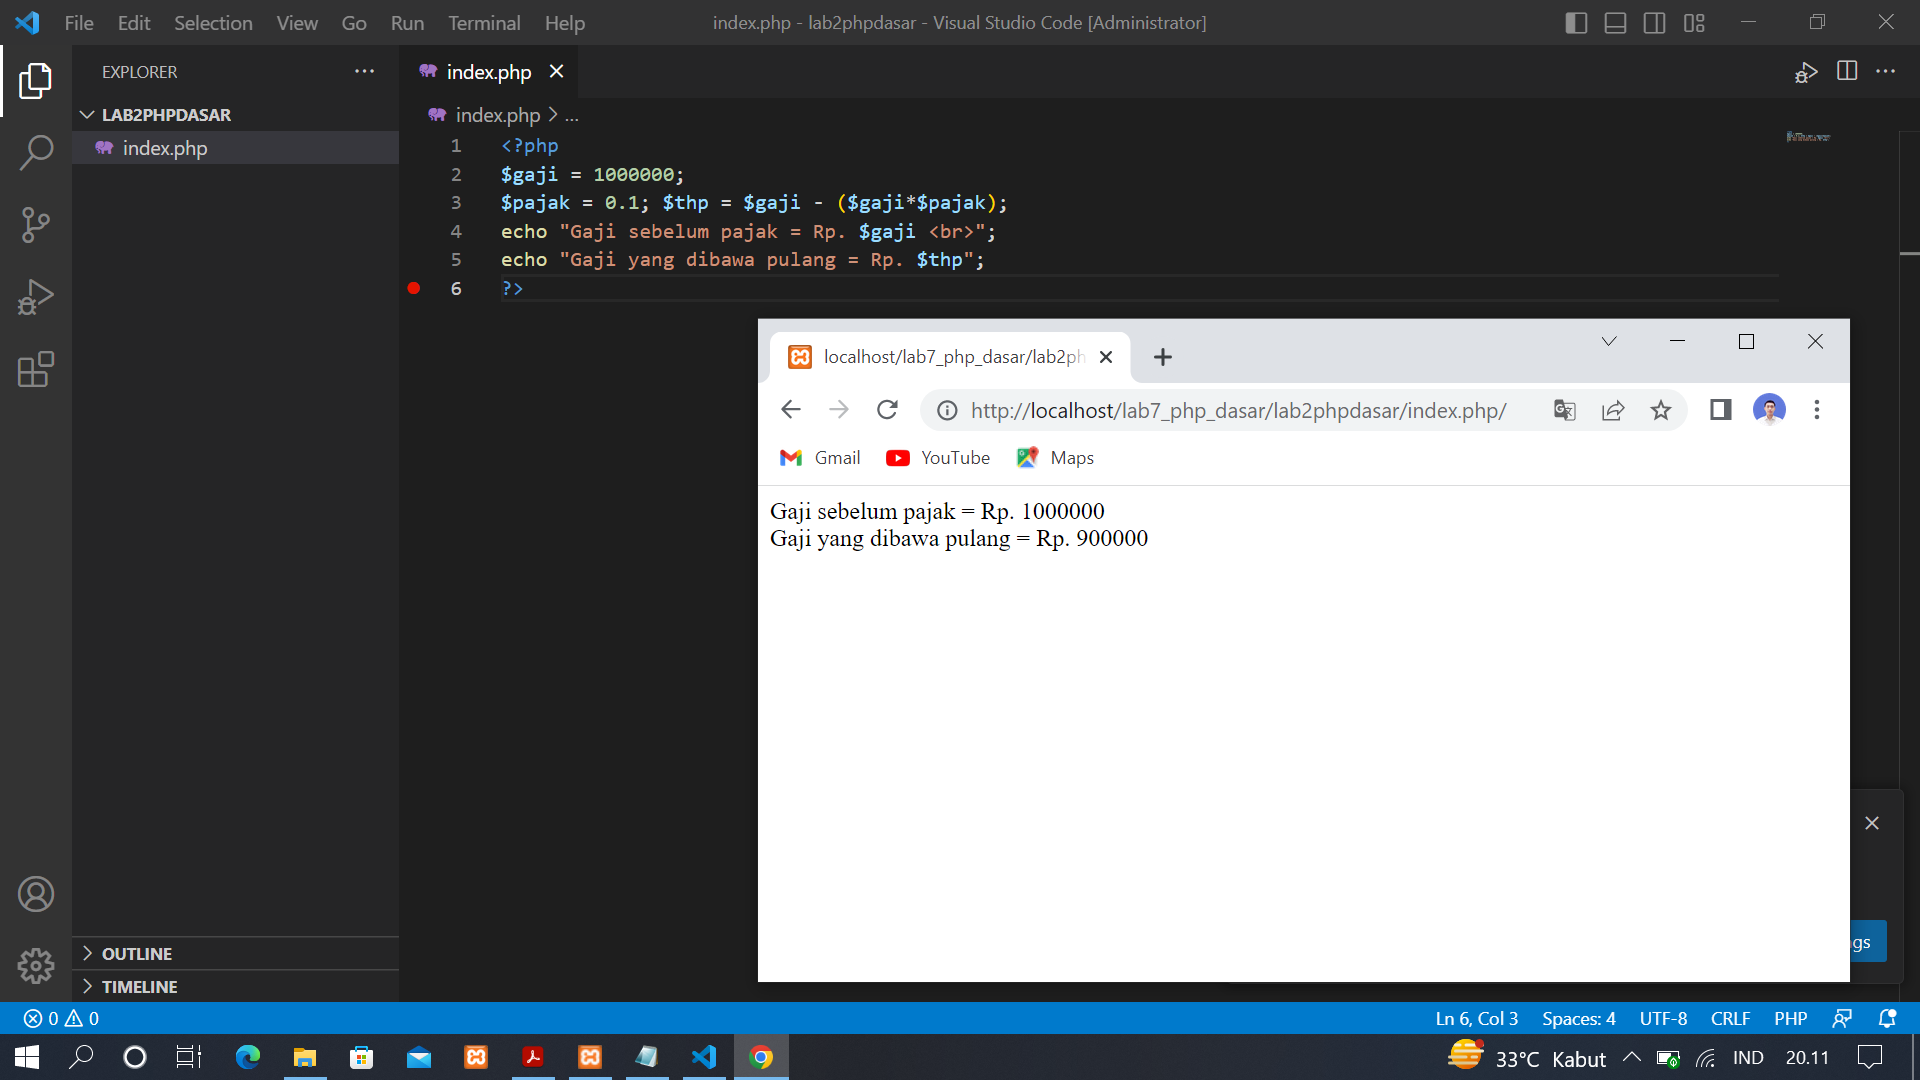 File Edit Selection View Go Run Terminal Help
index.php - lab2phpdasar - Visual Studio Code [Administrator]
EXPLORER
LAB2PHPDASAR
index.php
OUTLINE
TIMELINE
index.php
index.php > ...
1 <?php
2 $gaji = 1000000;
3 $pajak = 0.1; $thp = $gaji - ($gaji*$pajak);
4 echo "Gaji sebelum pajak = Rp. $gaji <br>";
5 echo "Gaji yang dibawa pulang = Rp. $thp";
6 ?>
localhost/lab7_php_dasar/lab2ph
http://localhost/lab7_php_dasar/lab2phpdasar/index.php/
Gmail YouTube Maps
Gaji sebelum pajak = Rp. 1000000
Gaji yang dibawa pulang = Rp. 900000
gs
0 0
Ln 6, Col 3 Spaces: 4 UTF-8 CRLF PHP
33°C Kabut IND 20.11